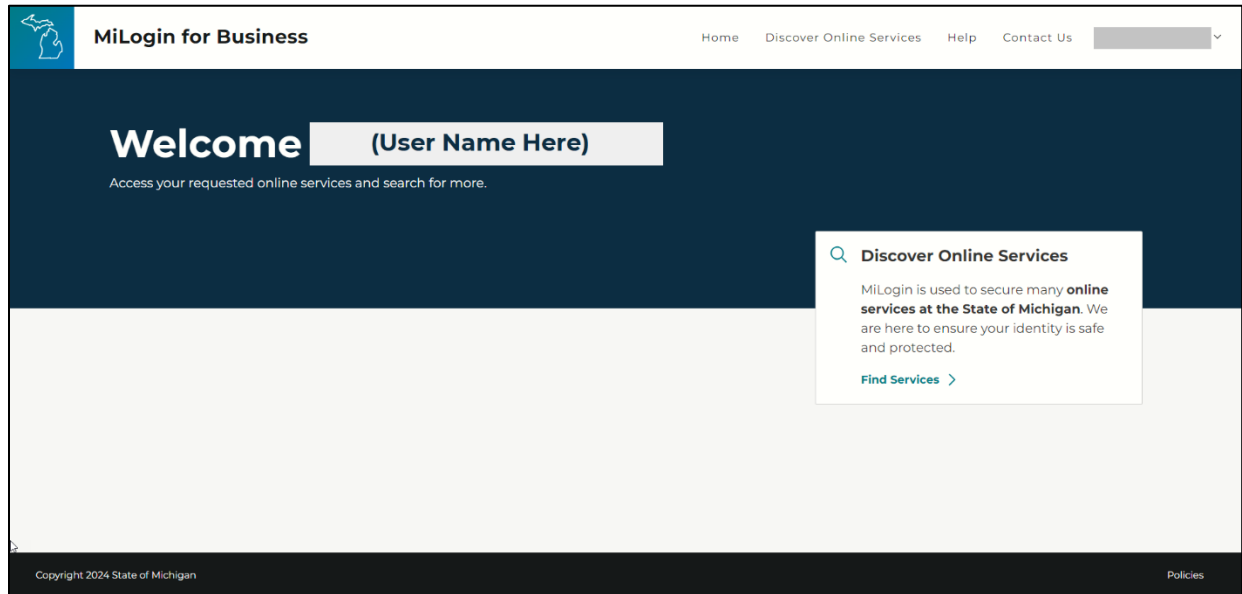 MiLogin for Business
Home Discover Online Services Help Contact Us
Welcome (User Name Here)
Access your requested online services and search for more.
Discover Online Services
MiLogin is used to secure many online
services at the State of Michigan. We
are here to ensure your identity is safe
and protected.
Find Services
Copyright 2024 State of Michigan
Policies